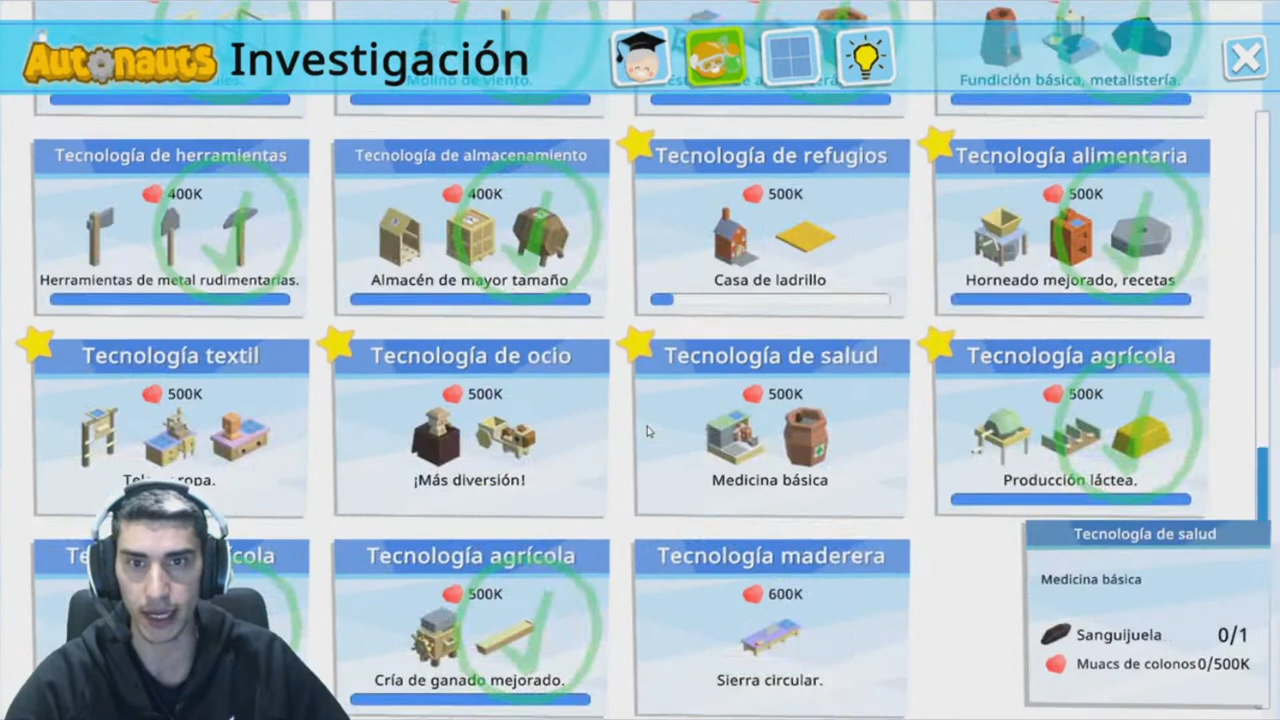 Autonauts Investigación
Molino de viento.
Fundición básica, metalistería.
Tecnología de herramientas
400K
Herramientas de metal rudimentarias.
Tecnología de almacenamiento
400K
Almacén de mayor tamaño
Tecnología de refugios
500K
Casa de ladrillo
Tecnología alimentaria
500K
Horneado mejorado, recetas
Tecnología textil
500K
Tecnología de ocio
500K
¡Más diversión!
Tecnología de salud
500K
Medicina básica
Tecnología agrícola
500K
Producción láctea.
Tecnología agrícola
500K
Cría de ganado mejorado.
Tecnología maderera
600K
Sierra circular.
Tecnología de salud
Medicina básica
Sanguijuela 0/1
Muacs de colonos 0/500K